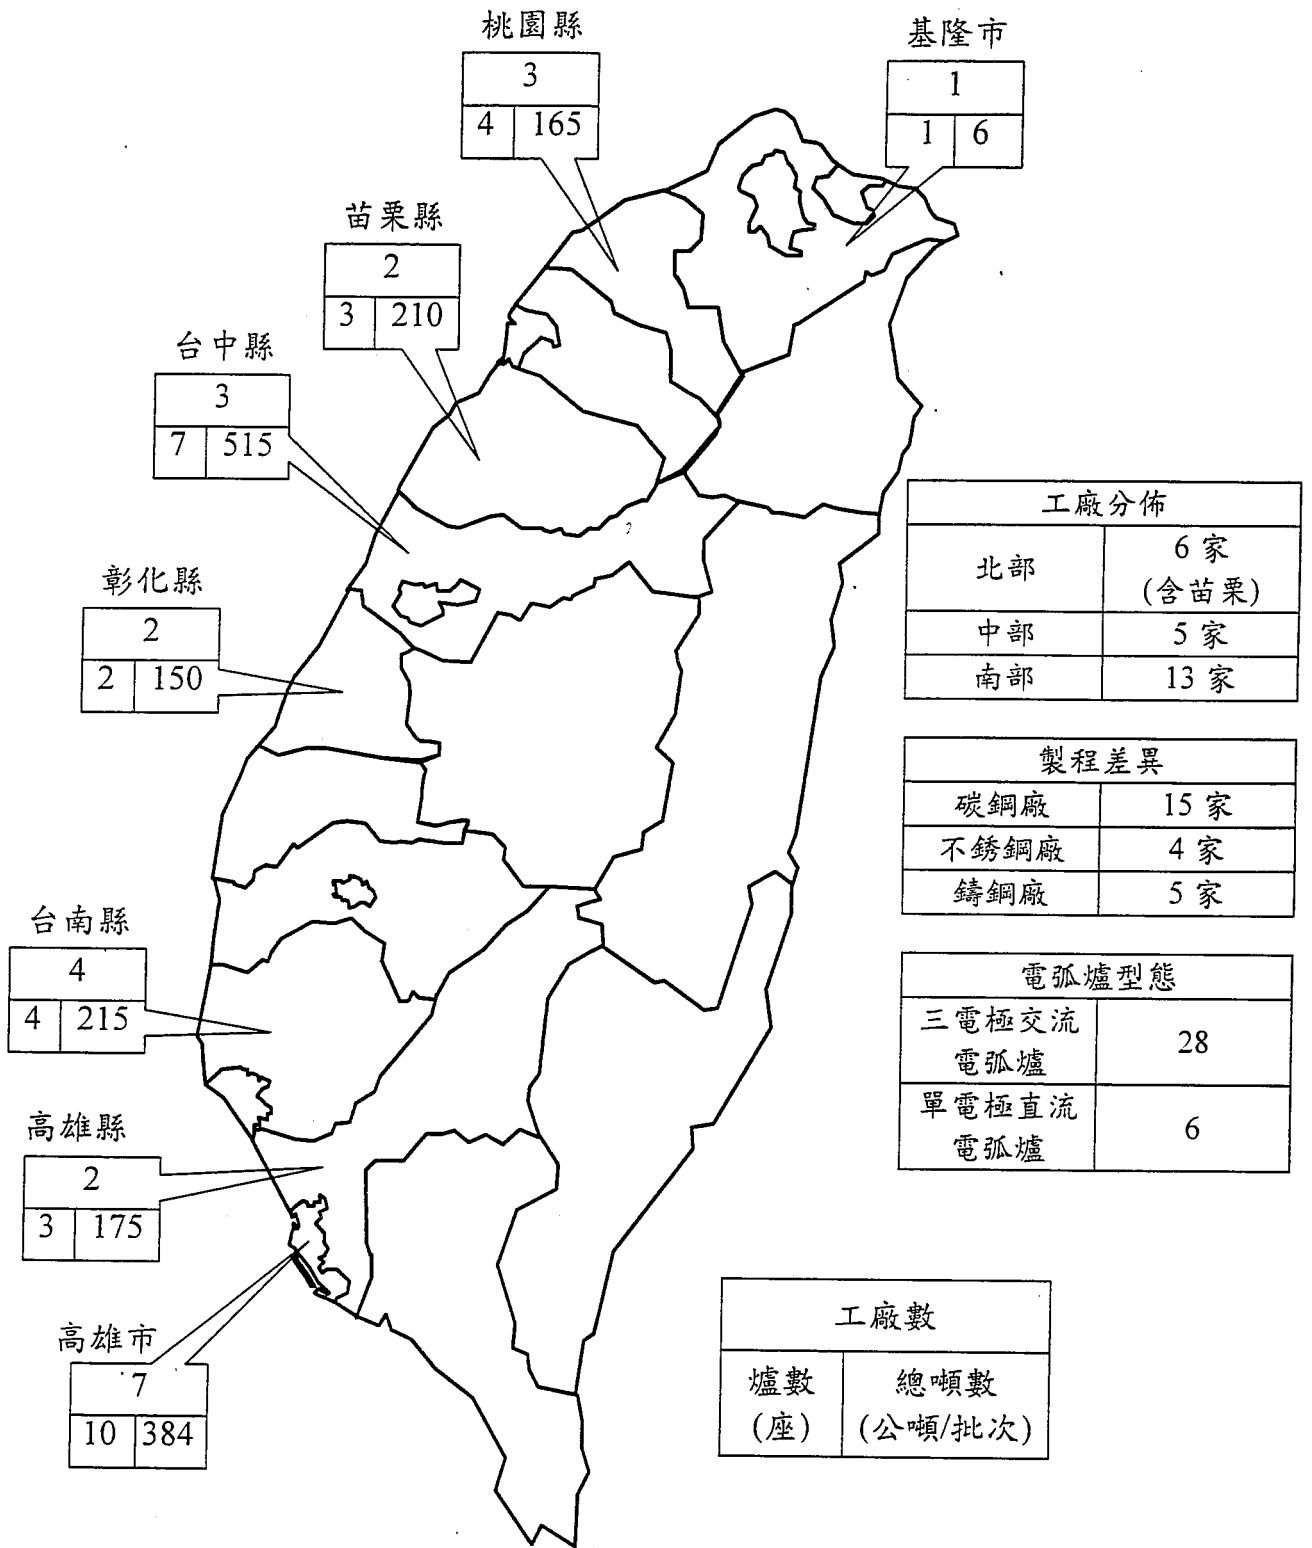 桃園縣
3
4 165
基隆市
1
1 6
苗栗縣
2
3 210
台中縣
3
7 515
彰化縣
2
2 150
台南縣
4
4 215
高雄縣
2
3 175
高雄市
7
10 384
工廠分佈
北部 6 家
(含苗栗)
中部 5 家
南部 13 家
製程差異
碳鋼廠 15 家
不銹鋼廠 4 家
鑄鋼廠 5 家
電弧爐型態
三電極交流
電弧爐 28
單電極直流
電弧爐 6
工廠數
爐數 總噸數
(座) (公噸/批次)